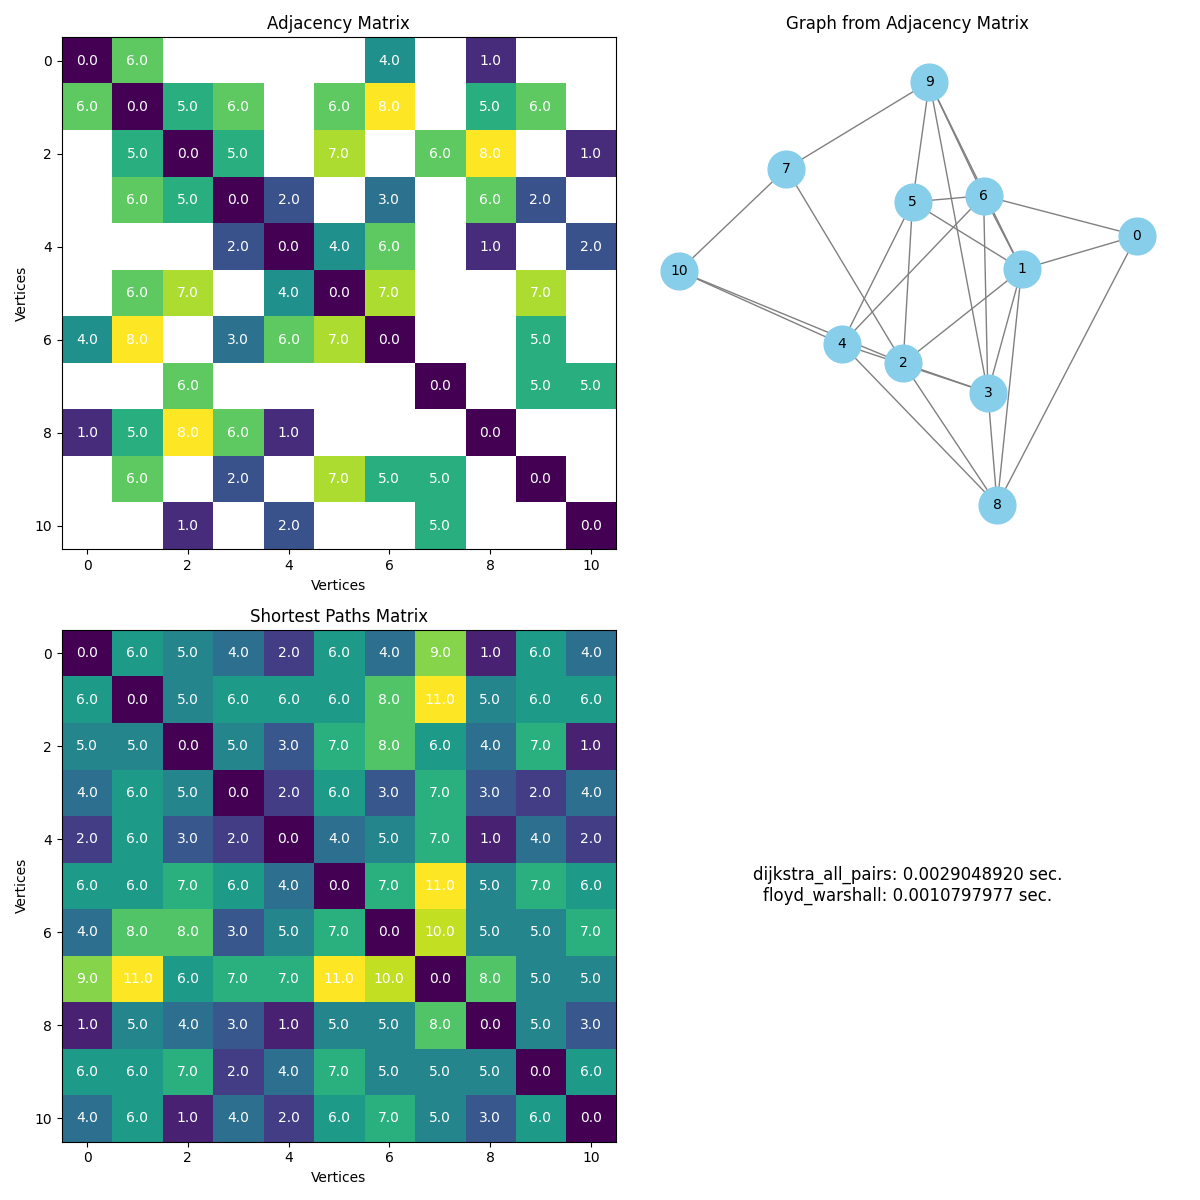 Adjacency Matrix
0 0.0 6.0 4.0 1.0
6.0 0.0 5.0 6.0 6.0 8.0 5.0 6.0
2 5.0 0.0 5.0 7.0 6.0 8.0 1.0
6.0 5.0 0.0 2.0 3.0 6.0 2.0
4 2.0 0.0 4.0 6.0 1.0 2.0
6.0 7.0 4.0 0.0 7.0 7.0
6 4.0 8.0 3.0 6.0 7.0 0.0 5.0
6.0 0.0 5.0 5.0
8 1.0 5.0 8.0 6.0 1.0 0.0
6.0 2.0 7.0 5.0 5.0 0.0
10 1.0 2.0 5.0 0.0
0 2 4 6 8 10
Vertices
Vertices
Graph from Adjacency Matrix
9
7
6
5
0
1
10
4
2
3
8
Shortest Paths Matrix
0 0.0 6.0 5.0 4.0 2.0 6.0 4.0 9.0 1.0 6.0 4.0
6.0 0.0 5.0 6.0 6.0 6.0 8.0 11.0 5.0 6.0 6.0
2 5.0 5.0 0.0 5.0 3.0 7.0 8.0 6.0 4.0 7.0 1.0
4.0 6.0 5.0 0.0 2.0 6.0 3.0 7.0 3.0 2.0 4.0
4 2.0 6.0 3.0 2.0 0.0 4.0 5.0 7.0 1.0 4.0 2.0
6.0 6.0 7.0 6.0 4.0 0.0 7.0 11.0 5.0 7.0 6.0
6 4.0 8.0 8.0 3.0 5.0 7.0 0.0 10.0 5.0 5.0 7.0
9.0 11.0 6.0 7.0 7.0 11.0 10.0 0.0 8.0 5.0 5.0
8 1.0 5.0 4.0 3.0 1.0 5.0 5.0 8.0 0.0 5.0 3.0
6.0 6.0 7.0 2.0 4.0 7.0 5.0 5.0 5.0 0.0 6.0
10 4.0 6.0 1.0 4.0 2.0 6.0 7.0 5.0 3.0 6.0 0.0
0 2 4 6 8 10
Vertices
Vertices
dijkstra_all_pairs: 0.0029048920 sec.
floyd_warshall: 0.0010797977 sec.